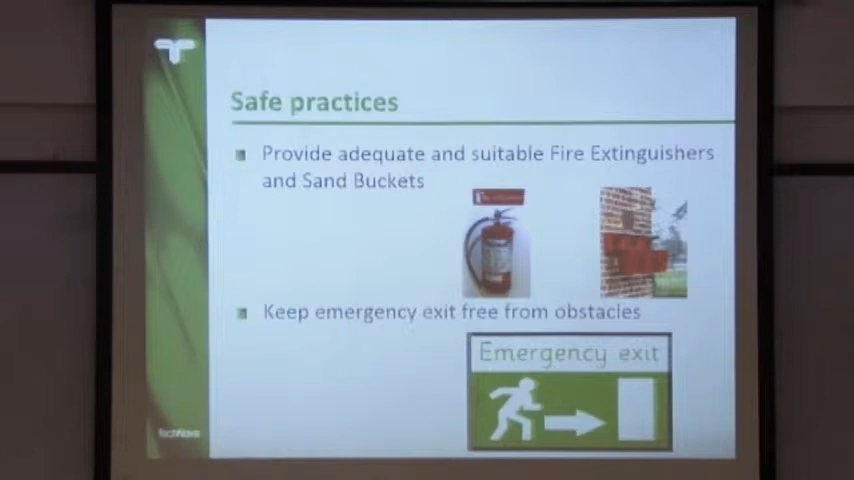 Safe practices
Provide adequate and suitable Fire Extinguishers
and Sand Buckets
Keep emergency exit free from obstacles
Emergency exit
TechNova